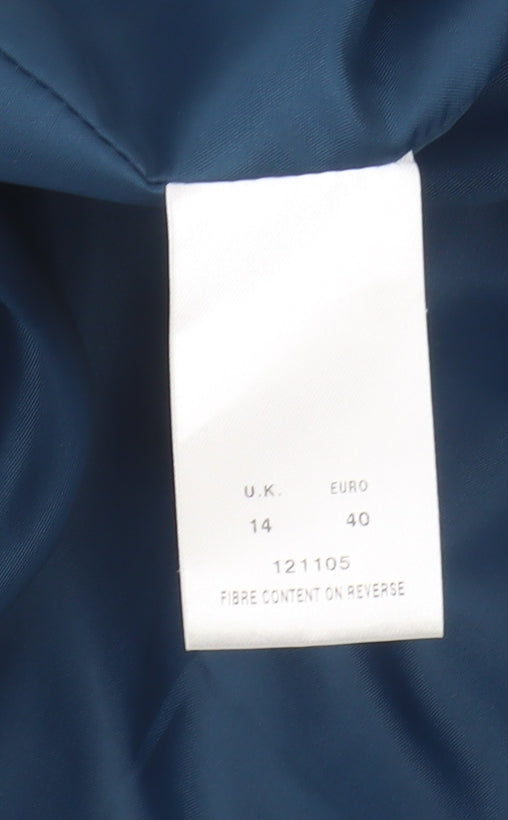 U.K. EURO
14 40
121105
FIBRE CONTENT ON REVERSE